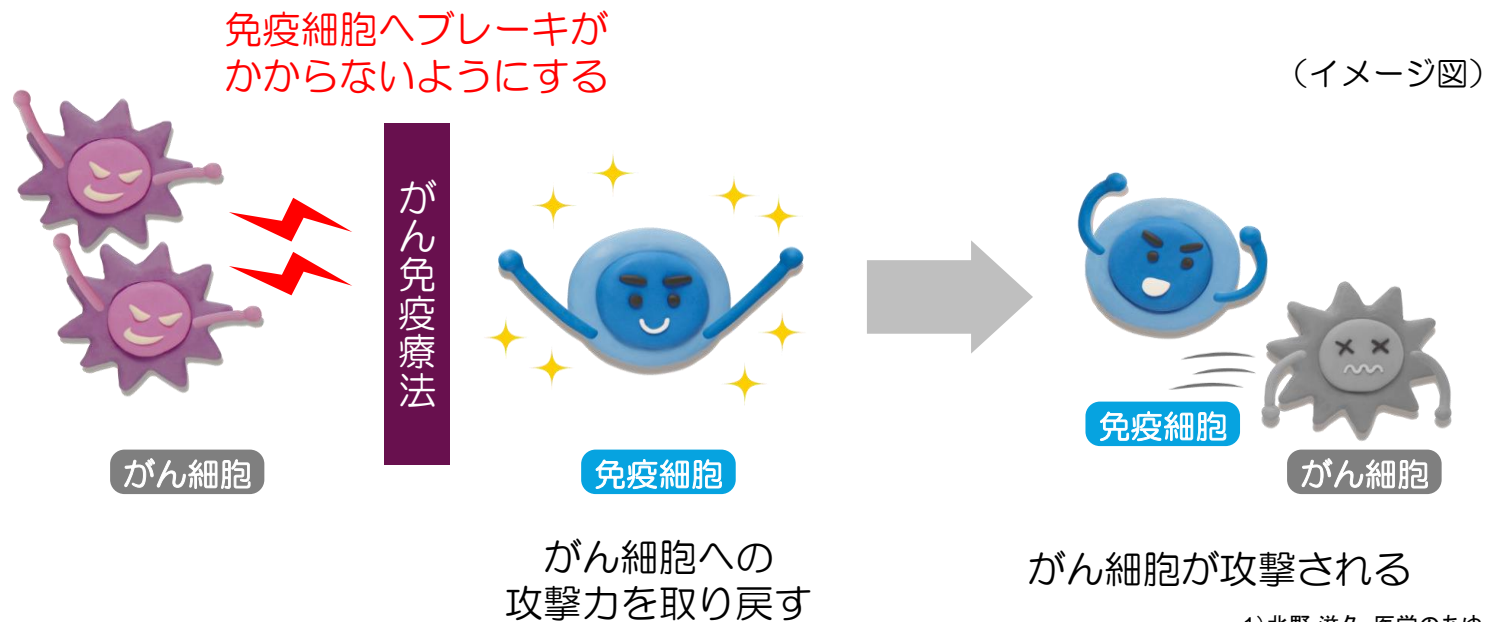 免疫細胞へブレーキが
かからないようにする
（イメージ図）
がん免疫療法
がん細胞
免疫細胞
免疫細胞
がん細胞
がん細胞への
攻撃力を取り戻す
がん細胞が攻撃される